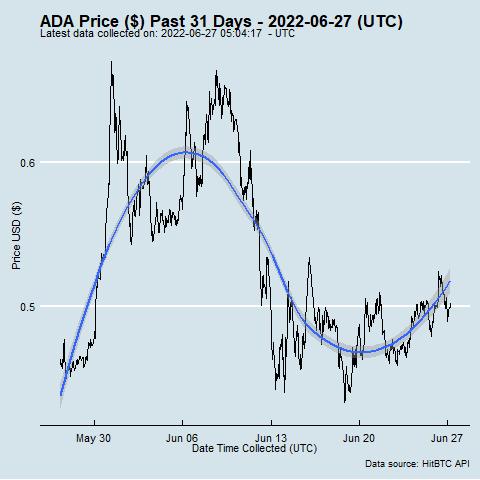 ADA Price ($) Past 31 Days - 2022-06-27 (UTC)
Latest data collected on: 2022-06-27 05:04:17  - UTC
Price USD ($)
0.6
0.5
May 30
Jun 06
Jun 13
Jun 20
Jun 27
Date Time Collected (UTC)
Data source: HitBTC API